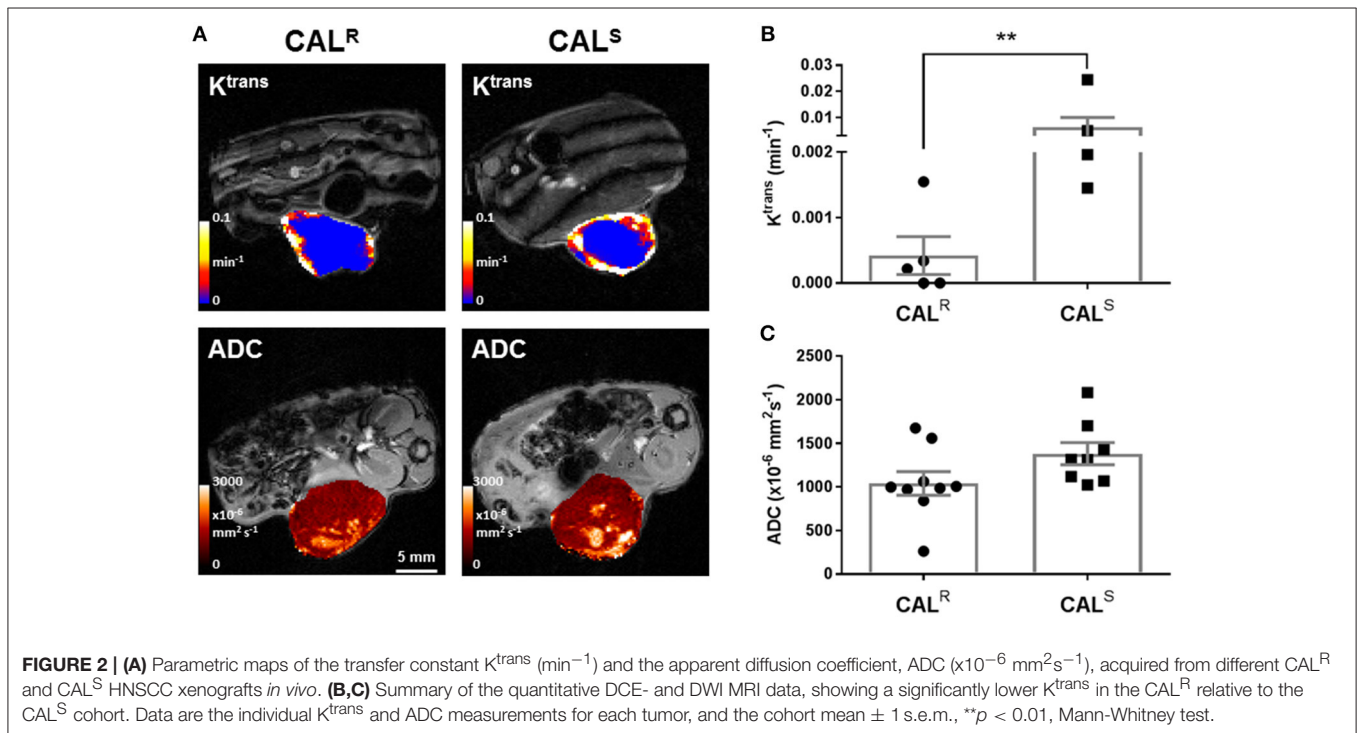 A
CAL^R
CAL^S
K^trans
0.1
min^-1
0
K^trans
0.1
min^-1
0
ADC
3000
x10^-6
mm^2 s^-1
0
5 mm
ADC
3000
x10^-6
mm^2 s^-1
0
B
**
K^trans (min^-1)
0.03
0.02
0.01
0.002
0.001
0.000
CAL^R
CAL^S
C
ADC (x10^-6 mm^2s^-1)
2500
2000
1500
1000
500
0
CAL^R
CAL^S
FIGURE 2 | (A) Parametric maps of the transfer constant K^trans (min^−1) and the apparent diffusion coefficient, ADC (x10^−6 mm^2s^−1), acquired from different CAL^R
and CAL^S HNSCC xenografts in vivo. (B,C) Summary of the quantitative DCE- and DWI MRI data, showing a significantly lower K^trans in the CAL^R relative to the
CAL^S cohort. Data are the individual K^trans and ADC measurements for each tumor, and the cohort mean ± 1 s.e.m., **p < 0.01, Mann-Whitney test.